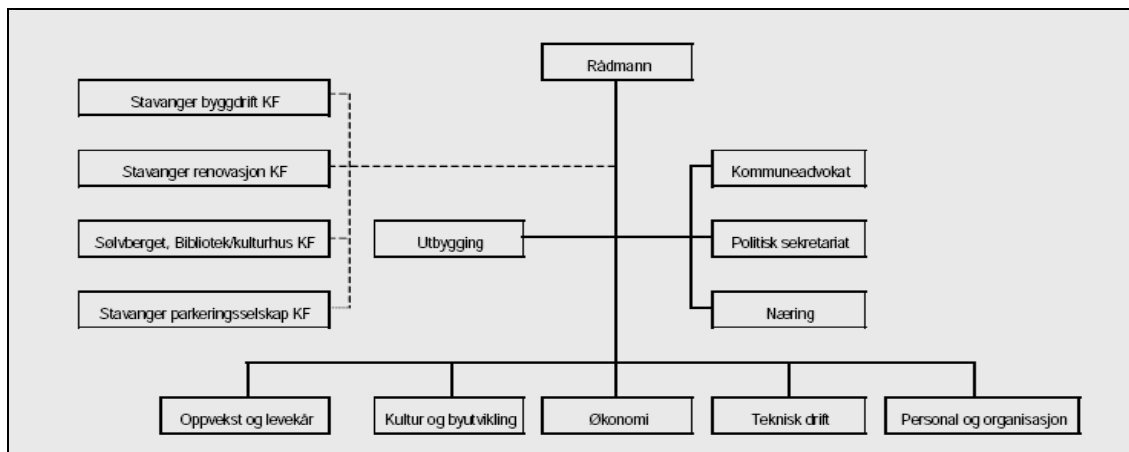 Rådmann
Stavanger byggdrift KF
Stavanger renovasjon KF
Kommuneadvokat
Sølvberget, Bibliotek/kulturhus KF
Utbygging
Politisk sekretariat
Stavanger parkeringsselskap KF
Næring
Oppvekst og levekår
Kultur og byutvikling
Økonomi
Teknisk drift
Personal og organisasjon